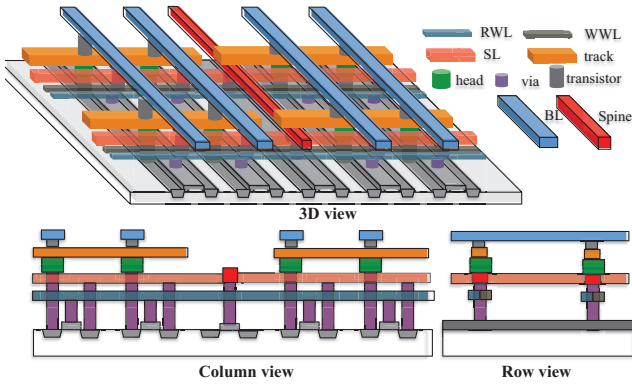 RWL WWL
SL track
head via transistor
BL Spine
3D view
Column view Row view